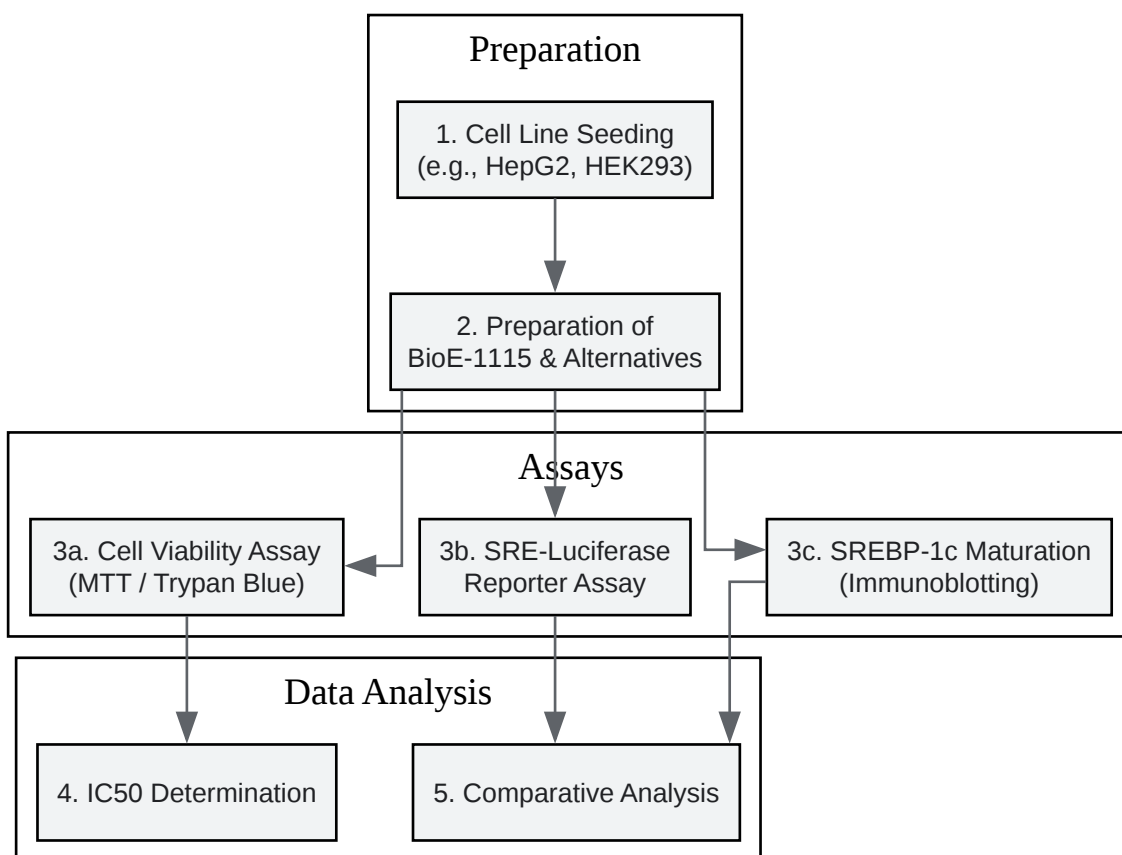 Preparation
1. Cell Line Seeding
(e.g., HepG2, HEK293)
2. Preparation of
BioE-1115 & Alternatives
Assays
3a. Cell Viability Assay
(MTT / Trypan Blue)
3b. SRE-Luciferase
Reporter Assay
3c. SREBP-1c Maturation
(Immunoblotting)
Data Analysis
4. IC50 Determination
5. Comparative Analysis